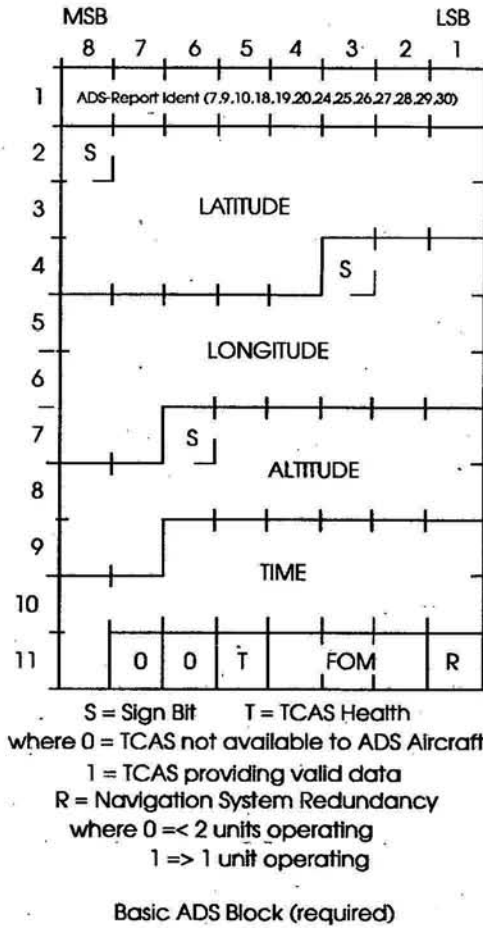 MSB LSB
8 7 6 5 4 3 2 1
1 ADS-Report Ident (7,9,10,18,19,20,24,25,26,27,28,29,30)
2 S
3 LATITUDE
4 S
5
LONGITUDE
6
7 S
ALTITUDE
8
9
TIME
10
11 0 0 T FOM R
S = Sign Bit T = TCAS Health
where 0 = TCAS not available to ADS Aircraft
1 = TCAS providing valid data
R = Navigation System Redundancy
where 0 =< 2 units operating
1 => 1 unit operating
Basic ADS Block (required)